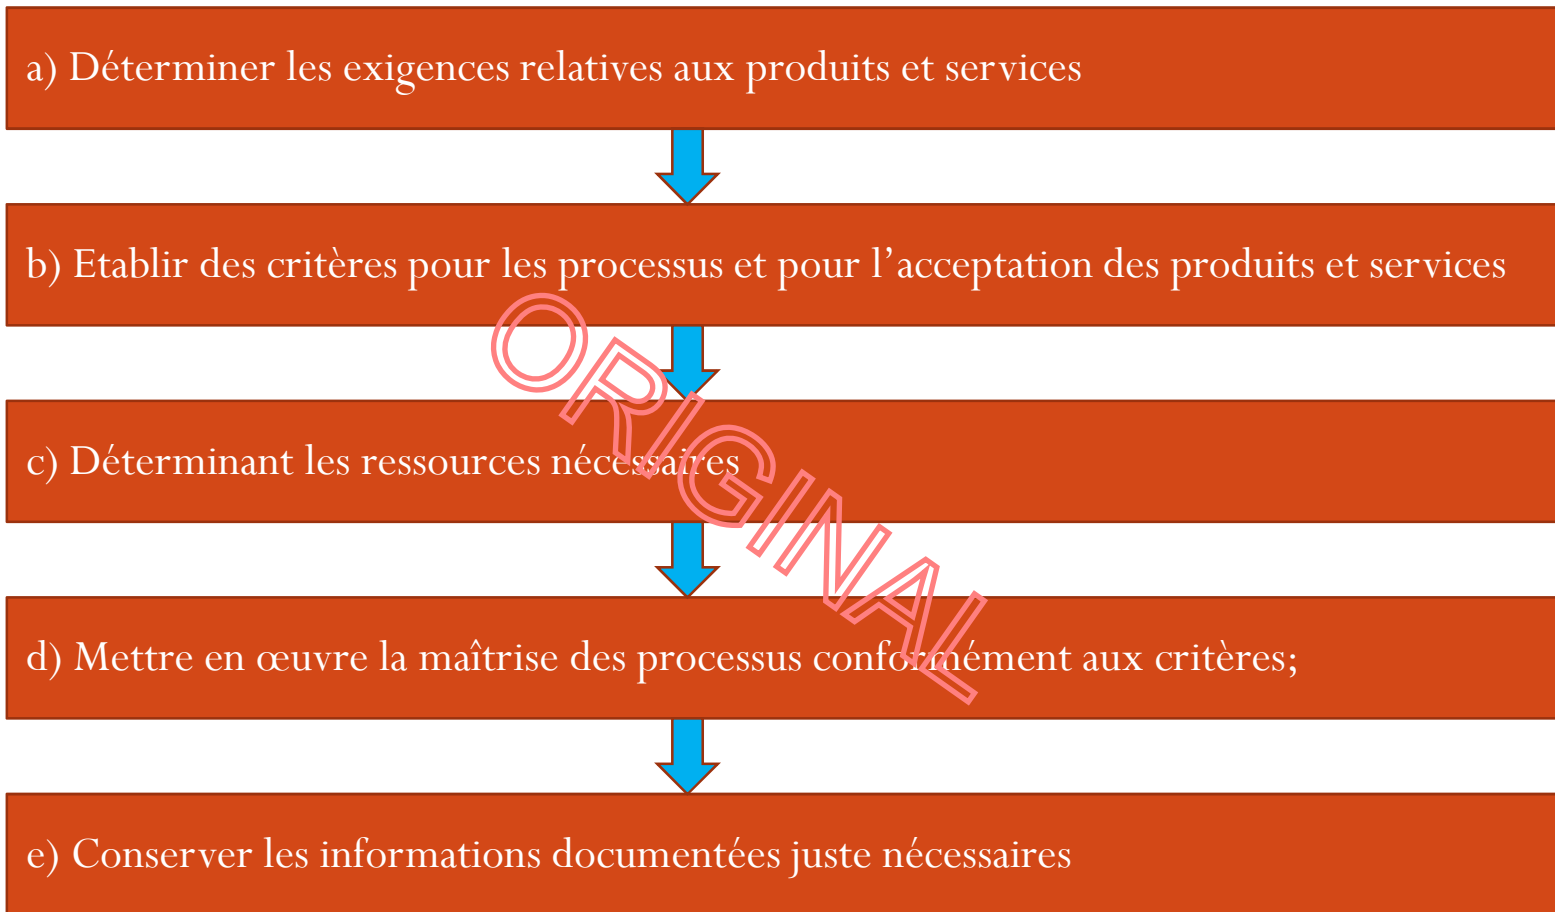 a) Déterminer les exigences relatives aux produits et services
b) Etablir des critères pour les processus et pour l’acceptation des produits et services
ORIGINAL
c) Déterminant les ressources nécessaires
d) Mettre en œuvre la maîtrise des processus conformément aux critères;
e) Conserver les informations documentées juste nécessaires